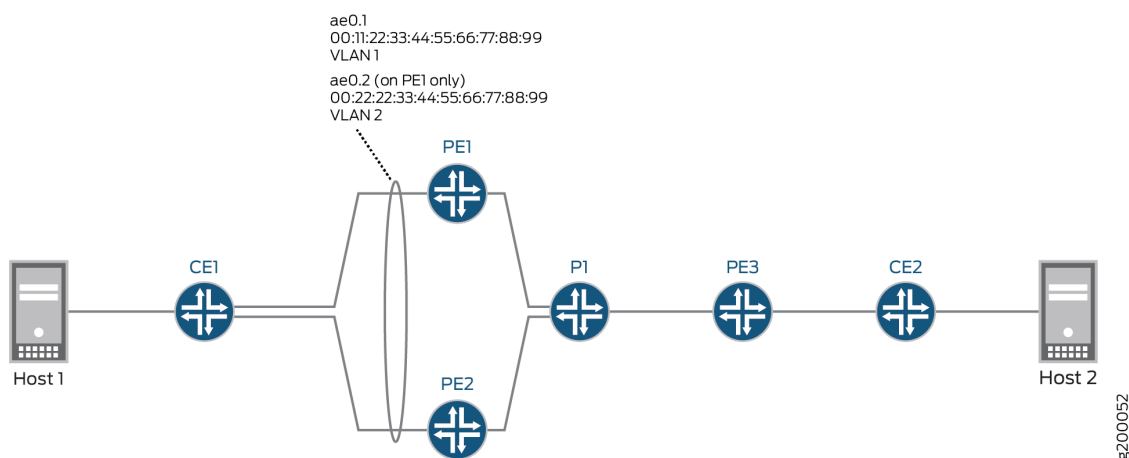 ae0.1
00:11:22:33:44:55:66:77:88:99
VLAN 1
ae0.2 (on PE1 only)
00:22:22:33:44:55:66:77:88:99
VLAN 2
PE1
CE1
P1
PE3
CE2
Host 1
PE2
Host 2
g200052